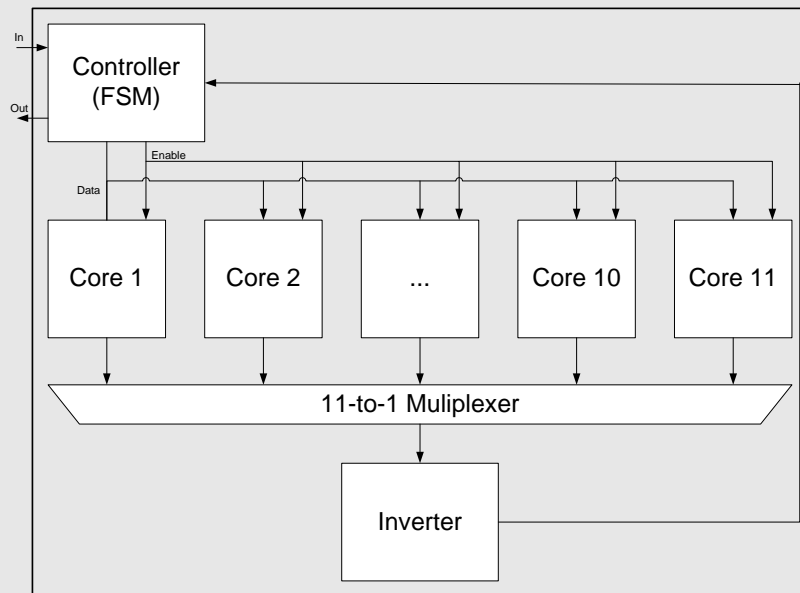 In
Controller
(FSM)
Out
Enable
Data
Core 1
Core 2
...
Core 10
Core 11
11-to-1 Muliplexer
Inverter